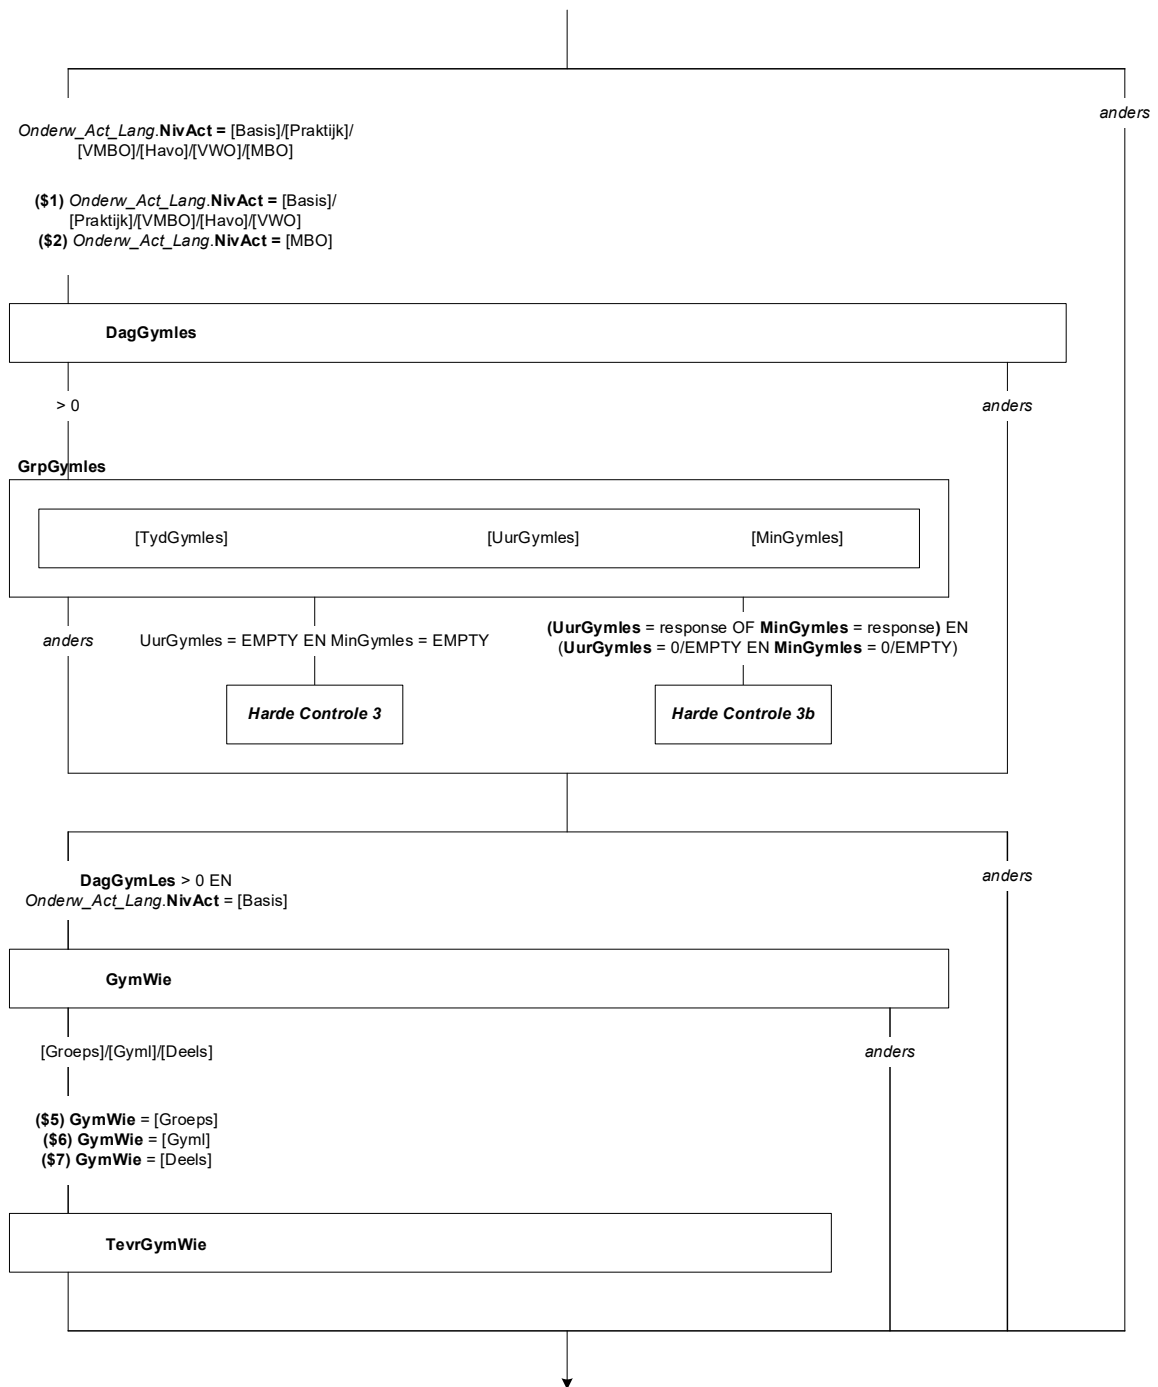 anders
Onderw_Act_Lang.NivAct = [Basis]/[Praktijk]/
[VMBO]/[Havo]/[VWO]/[MBO]
($1) Onderw_Act_Lang.NivAct = [Basis]/
[Praktijk]/[VMBO]/[Havo]/[VWO]
($2) Onderw_Act_Lang.NivAct = [MBO]
DagGymles
> 0
anders
GrpGymles
[TydGymles] [UurGymles] [MinGymles]
anders
UurGymles = EMPTY EN MinGymles = EMPTY
(UurGymles = response OF MinGymles = response) EN
(UurGymles = 0/EMPTY EN MinGymles = 0/EMPTY)
Harde Controle 3
Harde Controle 3b
DagGymLes > 0 EN
Onderw_Act_Lang.NivAct = [Basis]
anders
GymWie
[Groeps]/[Gyml]/[Deels]
anders
($5) GymWie = [Groeps]
($6) GymWie = [Gyml]
($7) GymWie = [Deels]
TevrGymWie